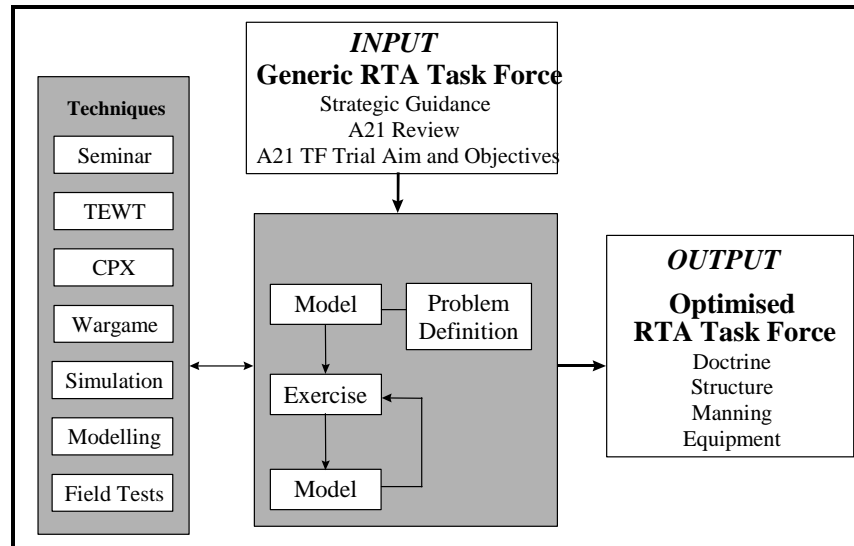 INPUT
Generic RTA Task Force
Strategic Guidance
A21 Review
A21 TF Trial Aim and Objectives
Techniques
Seminar
TEWT
CPX
Wargame
Simulation
Modelling
Field Tests
Model
Problem
Definition
Exercise
Model
OUTPUT
Optimised
RTA Task Force
Doctrine
Structure
Manning
Equipment